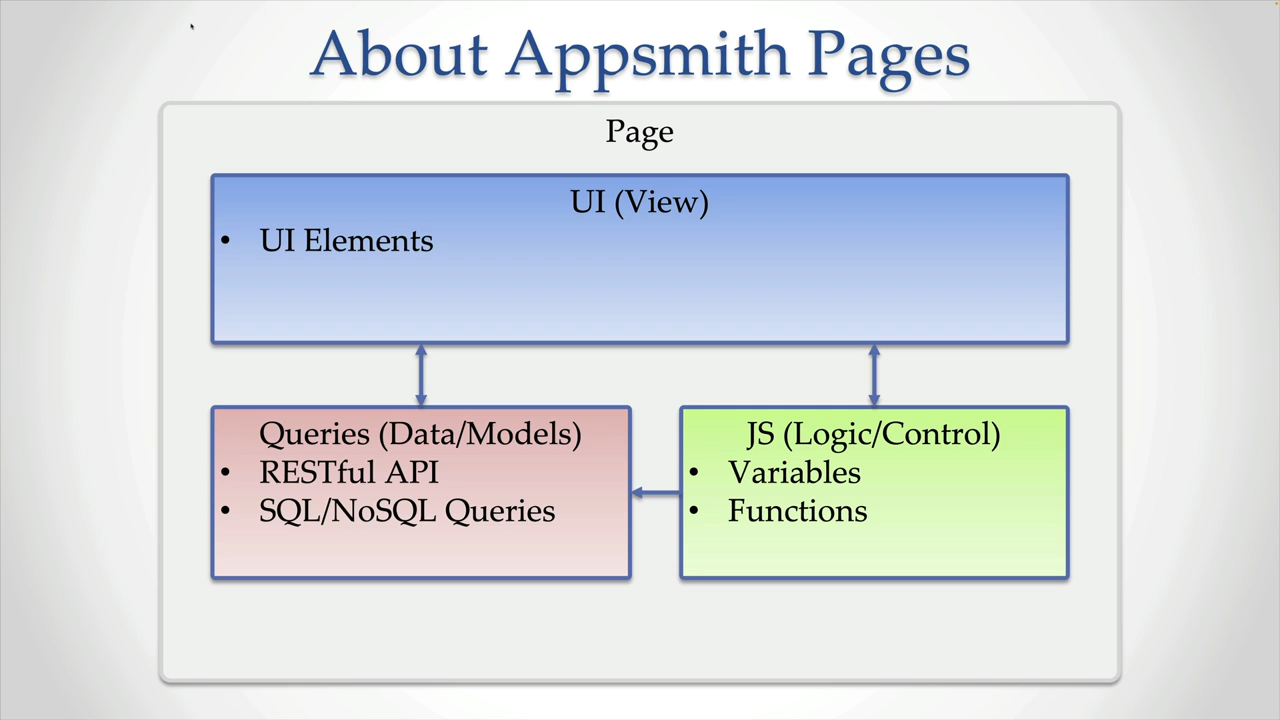 About Appsmith Pages
Page
UI (View)
• UI Elements
Queries (Data/Models)
• RESTful API
• SQL/NoSQL Queries
JS (Logic/Control)
• Variables
• Functions